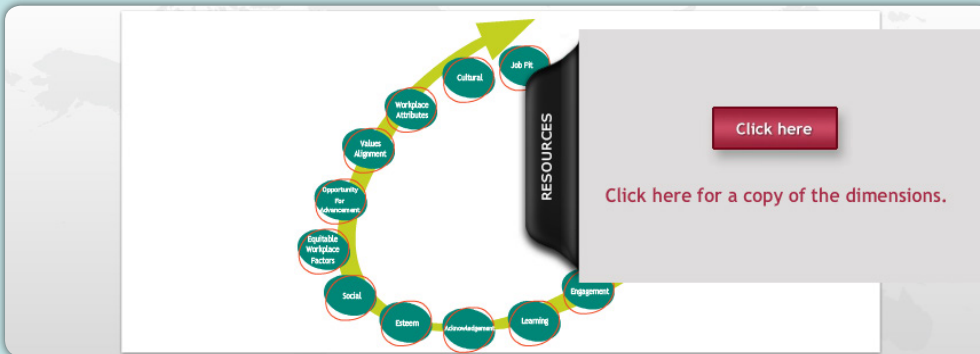 Job Fit
Cultural
Workplace
Attributes
Values
Alignment
Opportunity
For
Advancement
Equitable
Workplace
Factors
Social
Esteem
Acknowledgement
Learning
Engagement
RESOURCES
Click here
Click here for a copy of the dimensions.